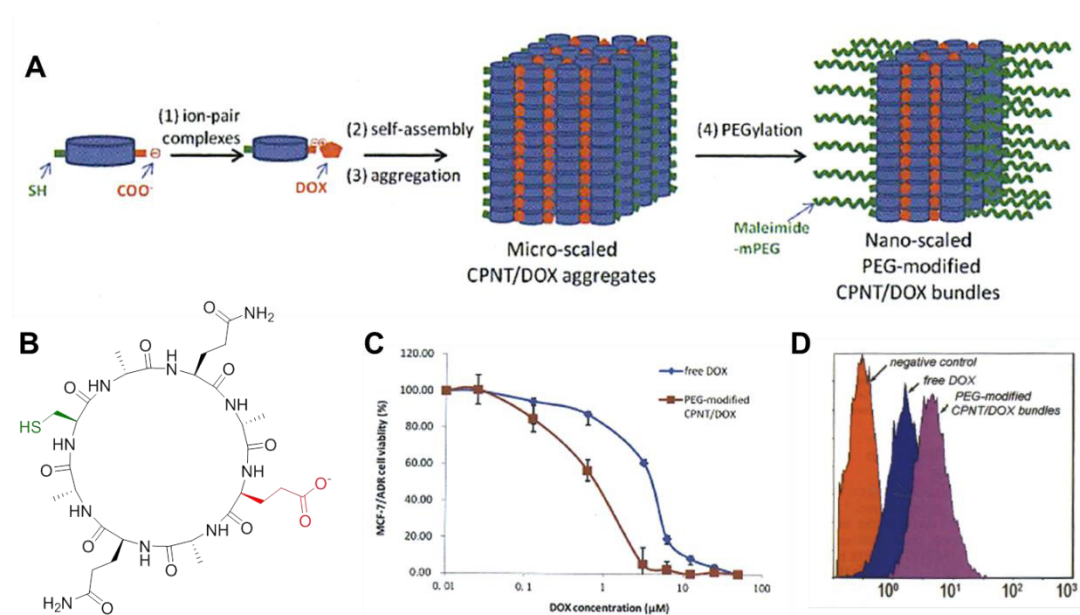 A
(1) ion-pair
complexes
(2) self-assembly
(3) aggregation
(4) PEGylation
SH
COO⁻
DOX
Maleimide
-mPEG
Micro-scaled
CPNT/DOX aggregates
Nano-scaled
PEG-modified
CPNT/DOX bundles
B
O
NH2
O
H
N
O
HN
NH
O
O
HS
NH
HN
O⁻
O
O
O
NH
NH
O
N
H
O
O
H2N
C
120.00
100.00
80.00
60.00
40.00
20.00
0.00
MCF-7/ADR cell viablity (%)
0.01
0.1
1
10
100
DOX concentration (μM)
free DOX
PEG-modified
CPNT/DOX
D
negative control
free DOX
PEG-modified
CPNT/DOX bundles
10⁰
10¹
10²
10³